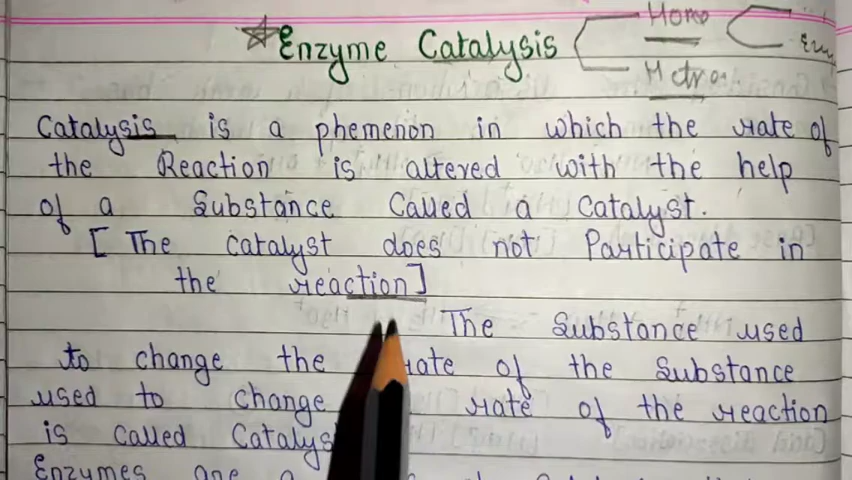 Enzyme Catalysis
Homo
Hetro
Catalysis is a phemenon in which the rate of
the Reaction is altered with the help
of a Substance Called a Catalyst.
[ The catalyst does not Participate in
the reaction]
The Substance used
to change the rate of the Substance
used to change rate of the reaction
is called Catalys
Enzymes are a